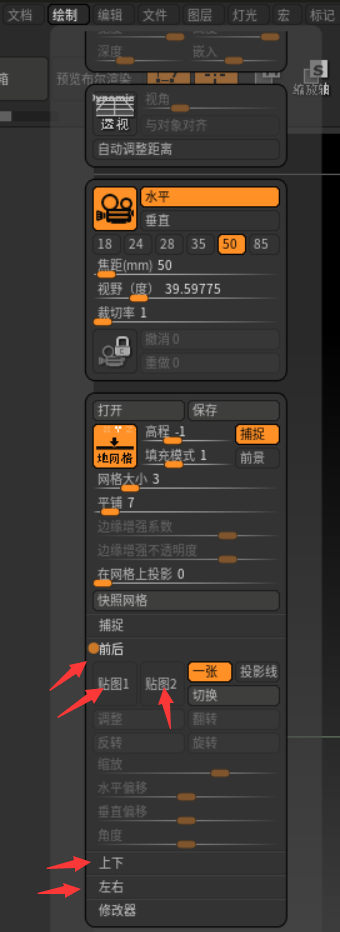 文档 绘制 编辑 文件 图层 灯光 宏 标记
深度 嵌入
箱 预览布尔渲染 S 缩放轴
Dynamic 视角
透视 与对象对齐
自动调整距离
水平
垂直
18 24 28 35 50 85
焦距(mm) 50
视野（度） 39.59775
裁切率 1
撤消 0
重做 0
打开 保存
高程 -1 捕捉
地网格 填充模式 1 前景
网格大小 3
平铺 7
边缘增强系数
边缘增强不透明度
在网格上投影 0
快照网格
捕捉
前后
贴图1 贴图2 一张 投影线
切换
调整 翻转
反转 旋转
缩放
水平偏移
垂直偏移
角度
上下
左右
修改器